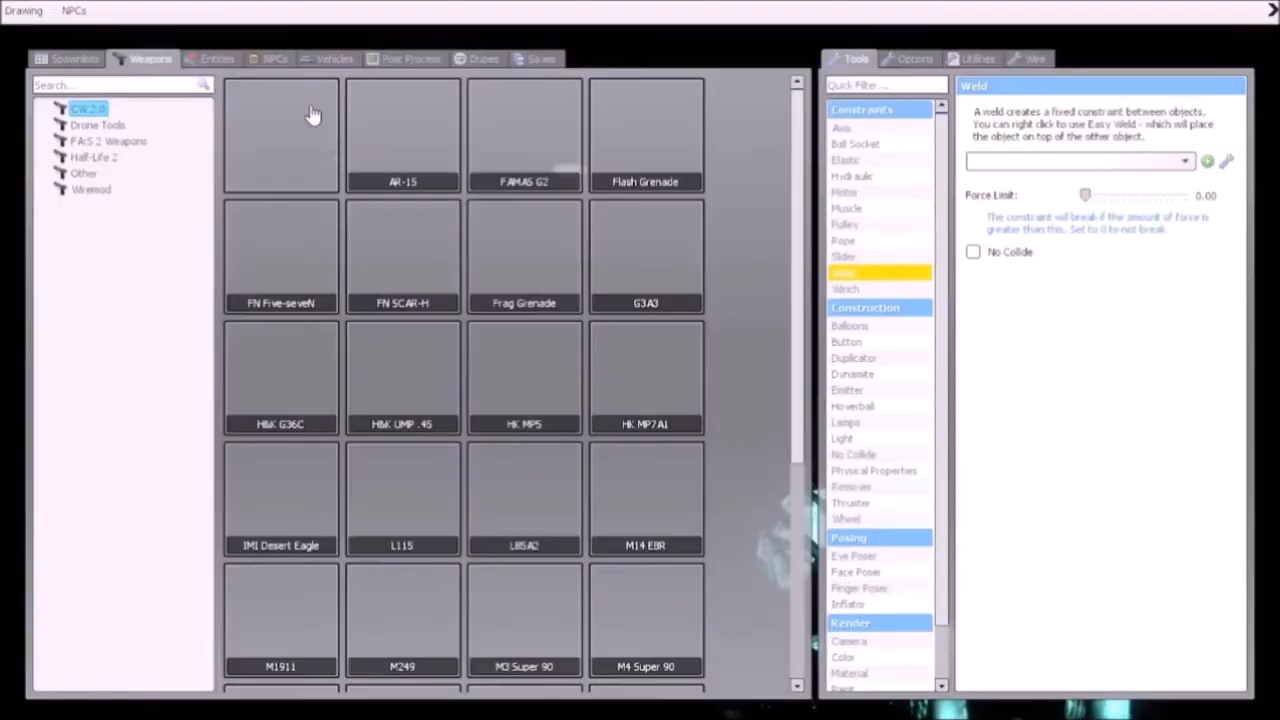 Drawing NPCs
Spawnlists Weapons Entities NPCs Vehicles Post Process Dupes Saves
Tools Options Utilities Wire
Search...
CW 2.0
Drone Tools
FA:S 2 Weapons
Half-Life 2
Other
Wiremod
AR-15 FAMAS G2 Flash Grenade
FN Five-seveN FN SCAR-H Frag Grenade G3A3
H&K G36C H&K UMP .45 HK MP5 HK MP7A1
IMI Desert Eagle L115 L85A2 M14 EBR
M1911 M249 M3 Super 90 M4 Super 90
Quick Filter...
Constraints
Axis
Ball Socket
Elastic
Hydraulic
Motor
Muscle
Pulley
Rope
Slider
Weld
Winch
Construction
Balloons
Button
Duplicator
Dynamite
Emitter
Hoverball
Lamps
Light
No Collide
Physical Properties
Remover
Thruster
Wheel
Posing
Eye Poser
Face Poser
Finger Poser
Inflator
Render
Camera
Color
Material
Paint
Weld
A weld creates a fixed constraint between objects.
You can right click to use Easy Weld - which will place
the object on top of the other object.
Force Limit: 0.00
The constraint will break if the amount of force is
greater than this. Set to 0 to not break.
No Collide